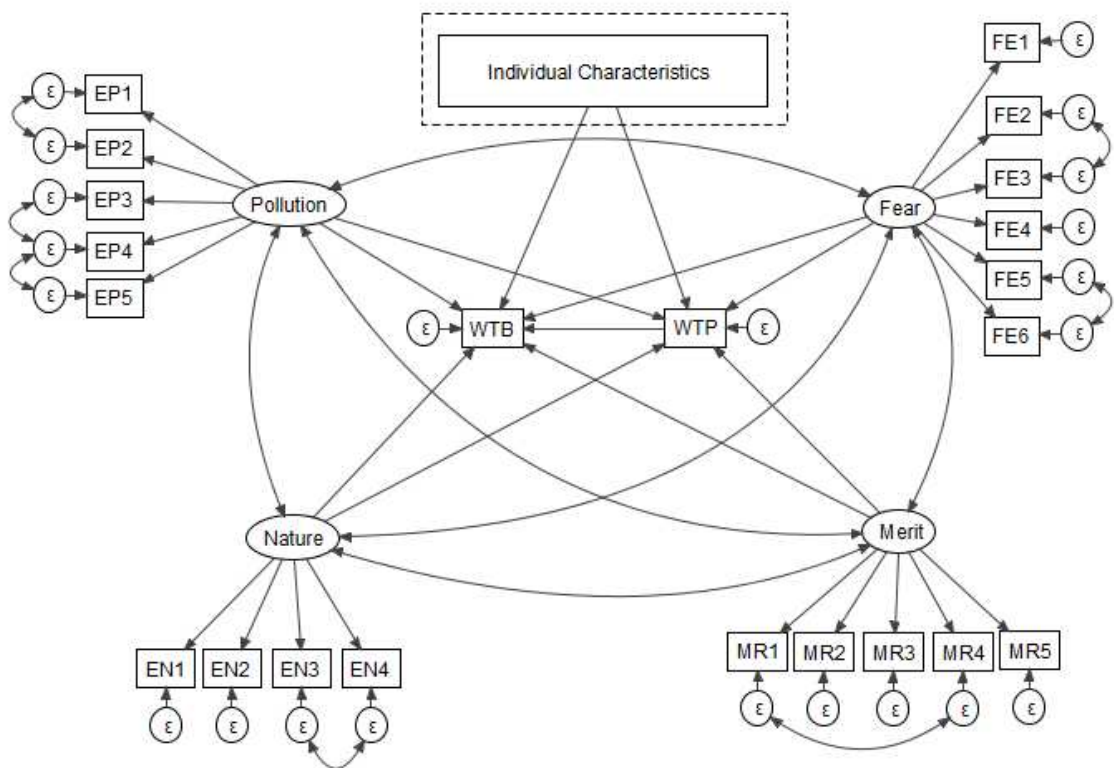 Individual Characteristics
FE1
ε
ε
EP1
FE2
ε
ε
EP2
ε
EP3
FE3
ε
Pollution
Fear
FE4
ε
ε
EP4
FE5
ε
ε
EP5
ε
WTB
WTP
ε
FE6
ε
Nature
Merit
EN1
EN2
EN3
EN4
MR1
MR2
MR3
MR4
MR5
ε
ε
ε
ε
ε
ε
ε
ε
ε